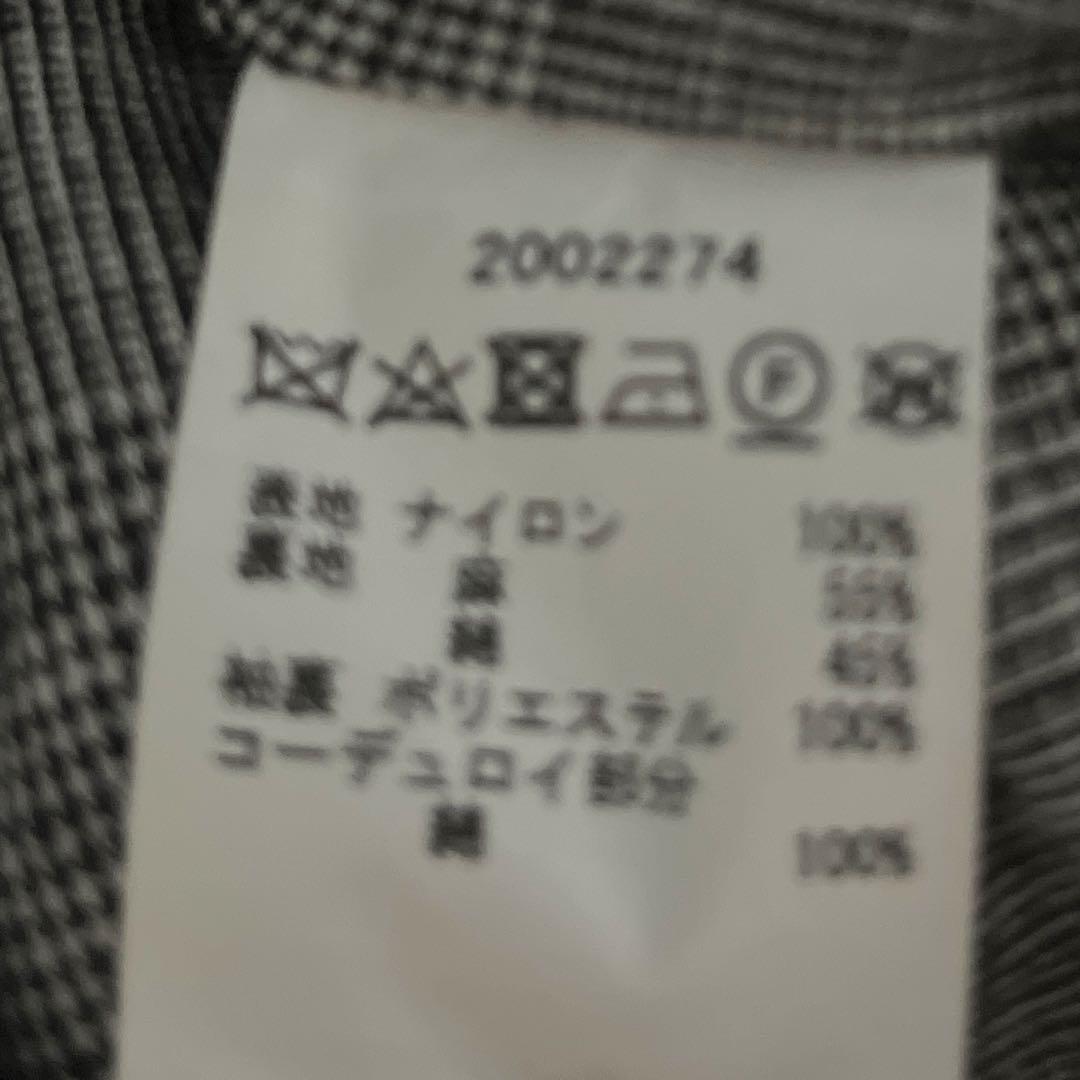 2002274
P
表地 ナイロン 100%
裏地 麻 55%
綿 45%
袖裏 ポリエステル 100%
コーデュロイ部分
綿 100%